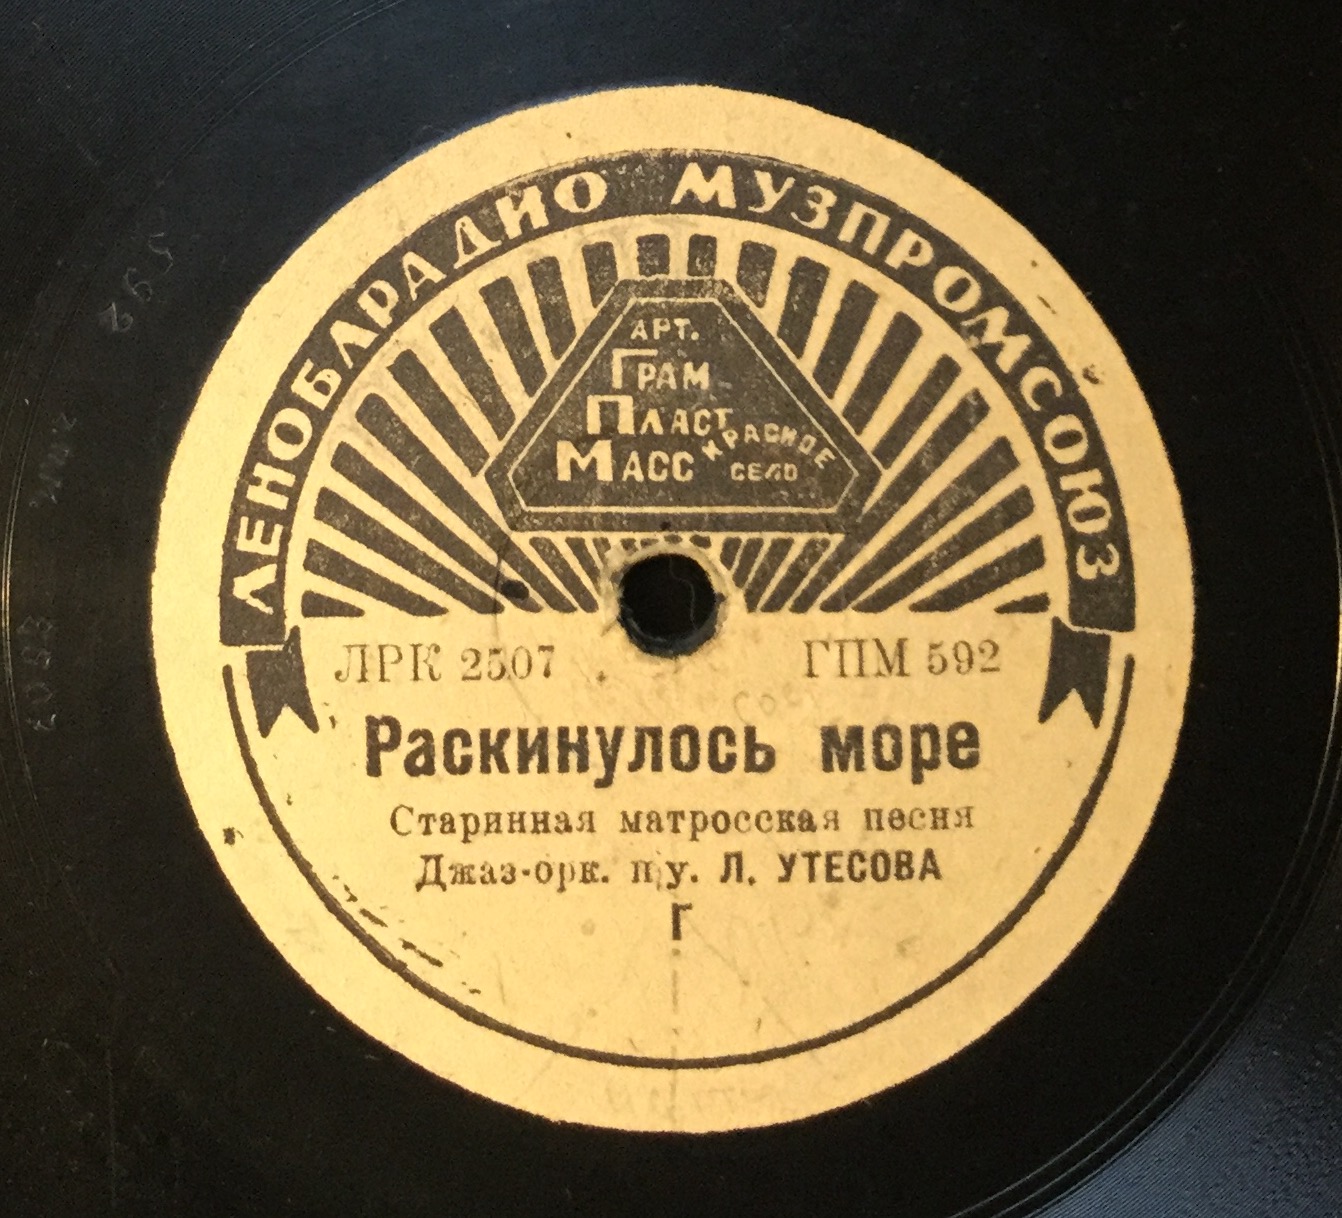 ЛЕНОБЛРАДИО МУЗПРОМСОЮЗ
АРТ.
ГРАМ
ПЛАСТ
МАСС КРАСНОЕ
СЕЛО
ЛРК 2507 ГПМ 592
Раскинулось море
Старинная матросская песня
Джаз-орк. п/у. Л. УТЕСОВА
Г
592